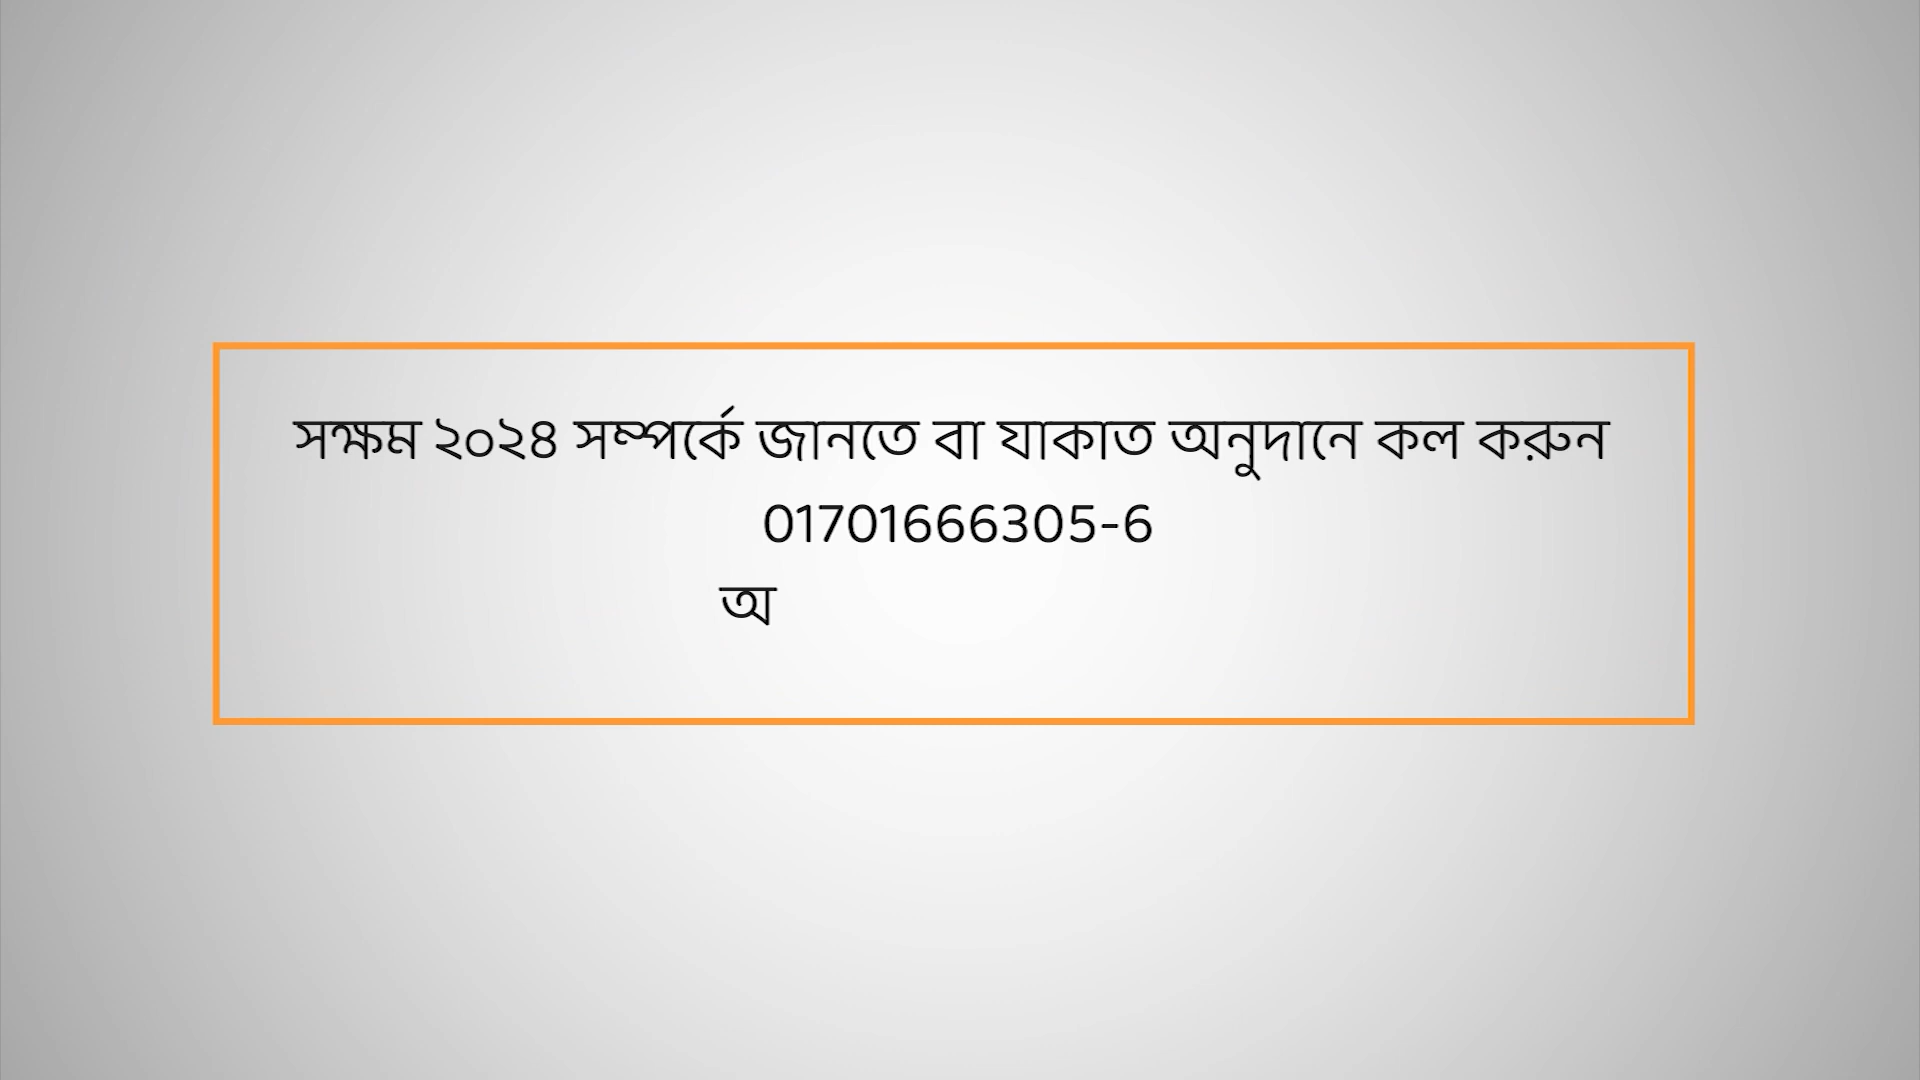 সক্ষম ২০২৪ সম্পর্কে জানতে বা যাকাত অনুদানে কল করুন
01701666305-6
অ